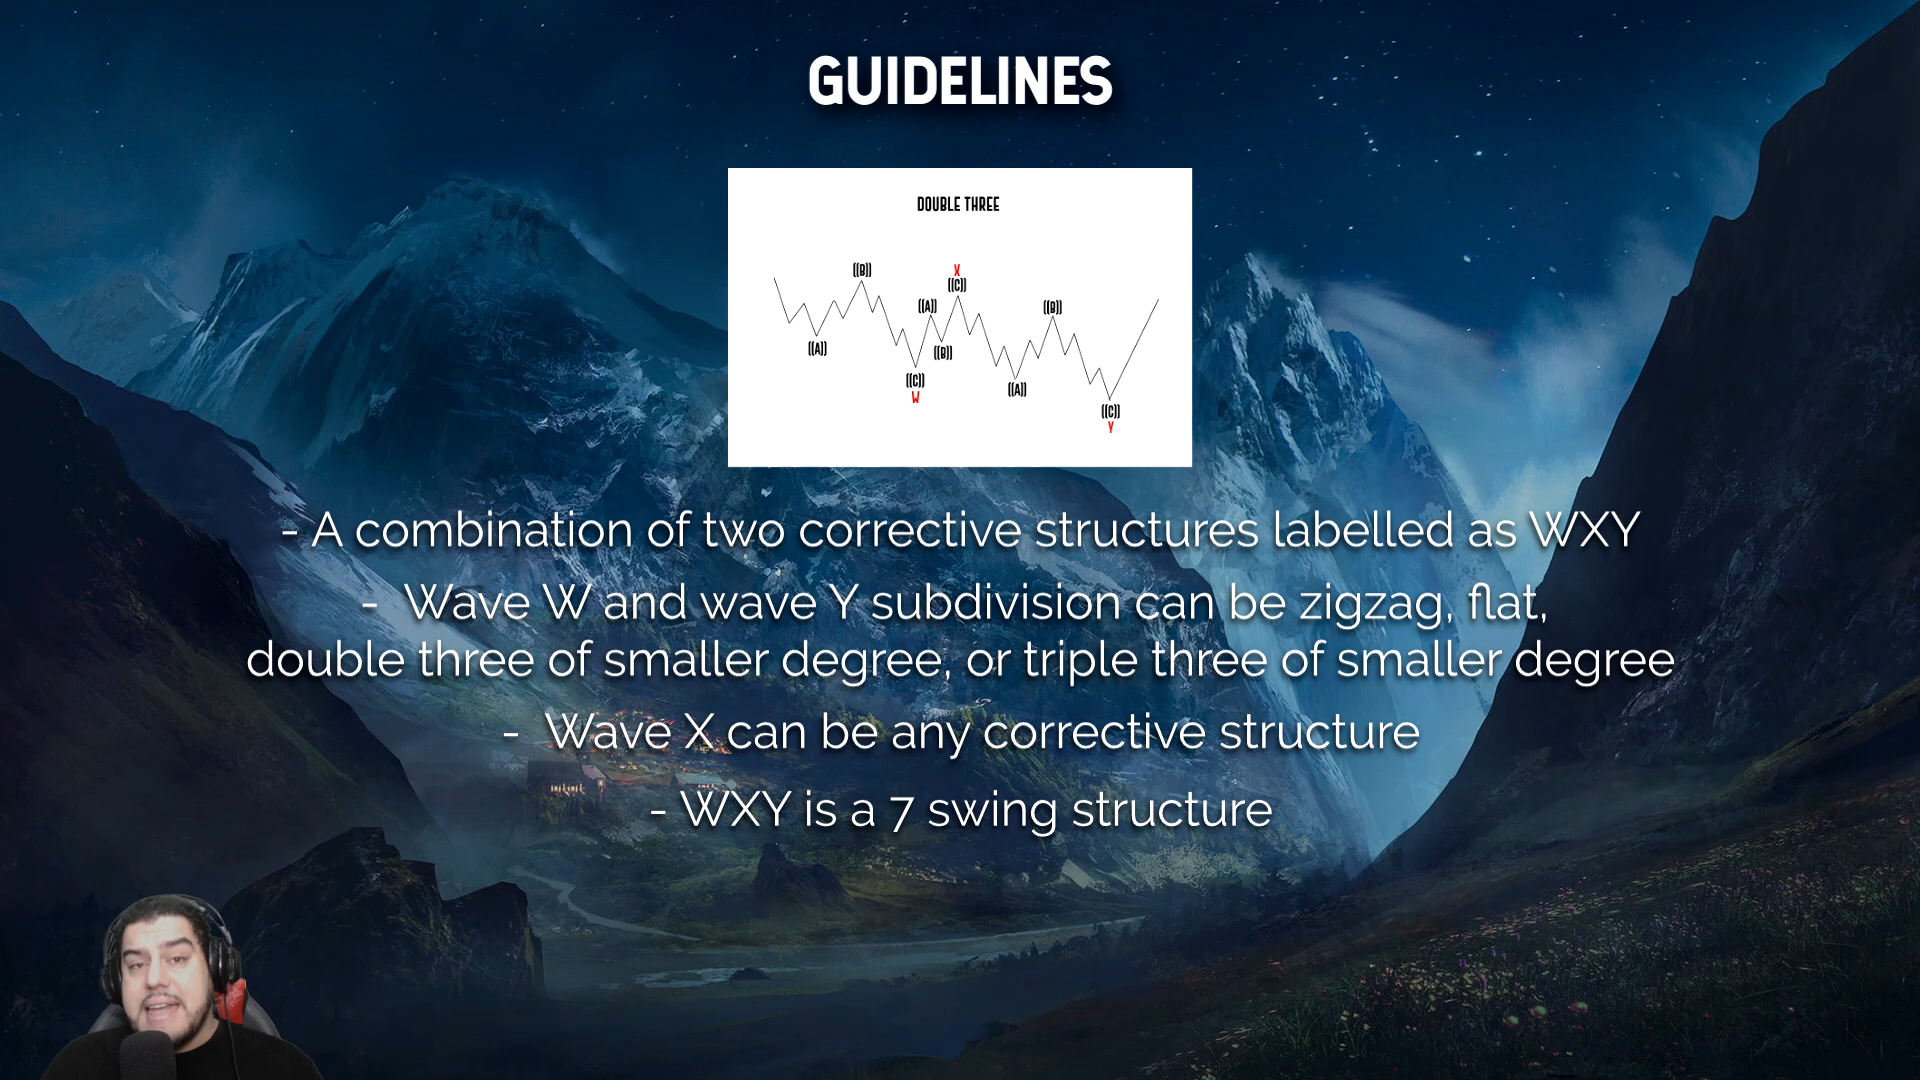 GUIDELINES
DOUBLE THREE
((B))
X
((C))
((A))
((B))
((A))
((B))
((C))
W
((A))
((C))
Y
- A combination of two corrective structures labelled as WXY
- Wave W and wave Y subdivision can be zigzag, flat,
double three of smaller degree, or triple three of smaller degree
- Wave X can be any corrective structure
- WXY is a 7 swing structure